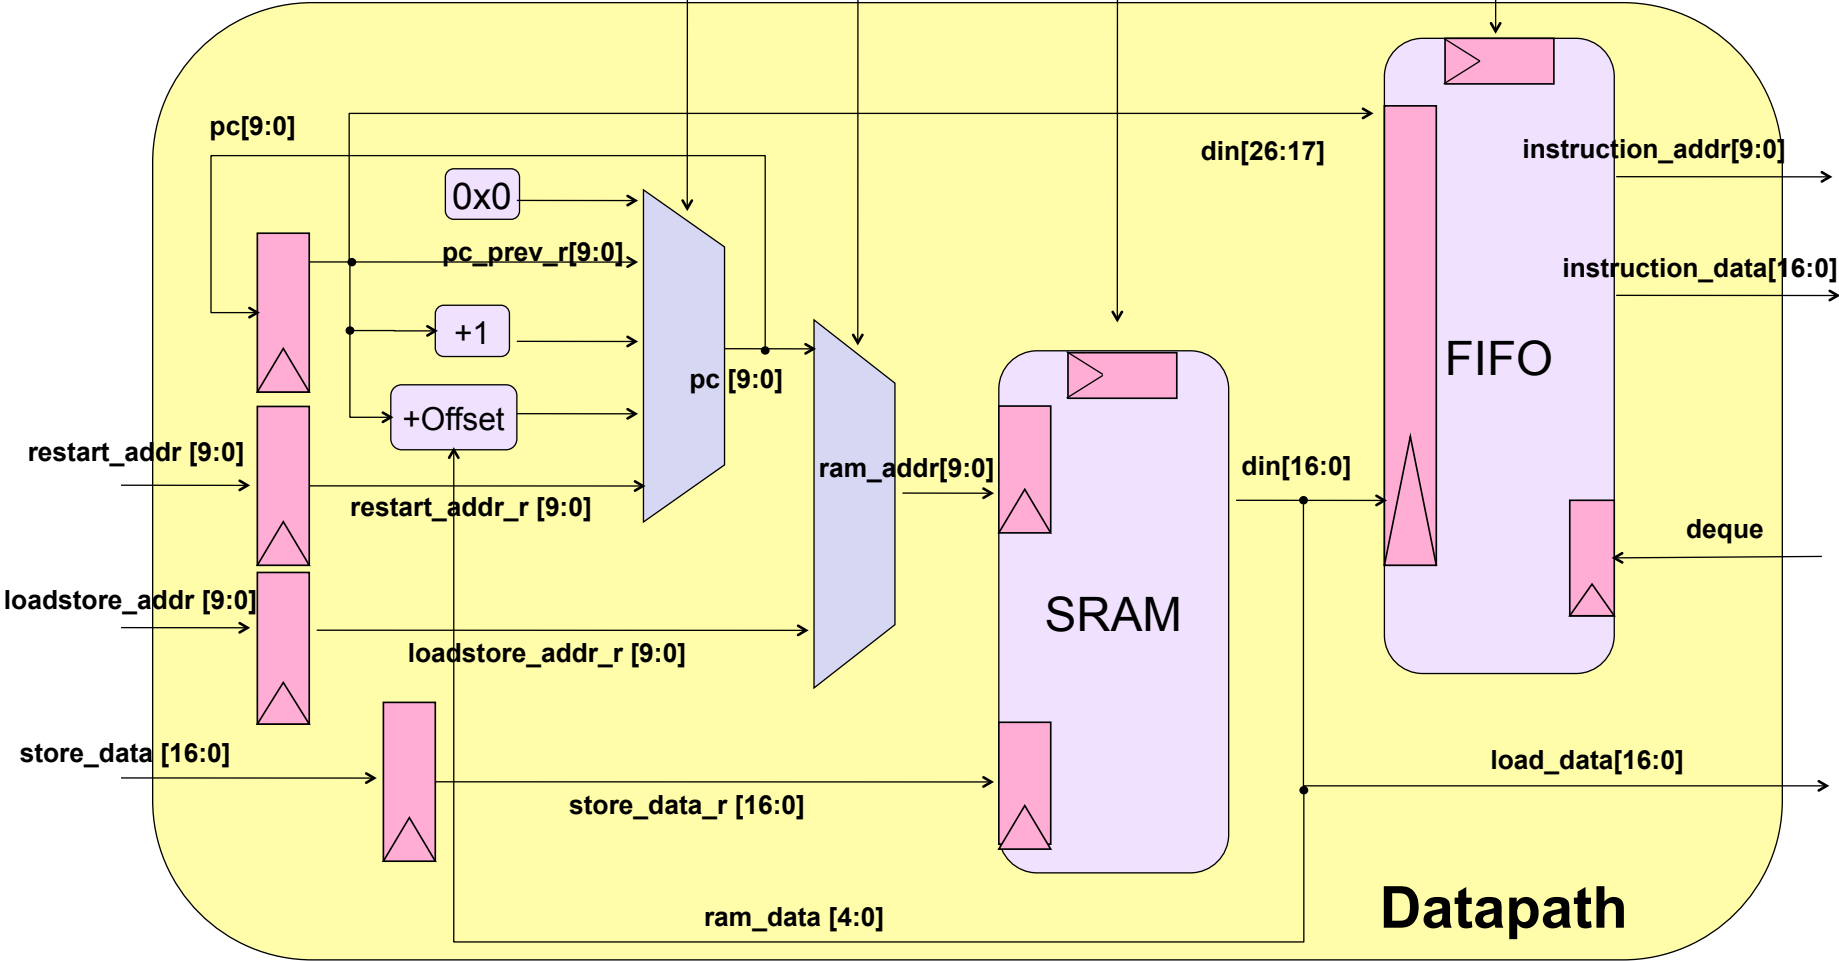 pc[9:0]
din[26:17]
instruction_addr[9:0]
0x0
pc_prev_r[9:0]
instruction_data[16:0]
+1
FIFO
pc [9:0]
+Offset
restart_addr [9:0]
ram_addr[9:0]
din[16:0]
restart_addr_r [9:0]
deque
loadstore_addr [9:0]
SRAM
loadstore_addr_r [9:0]
store_data [16:0]
load_data[16:0]
store_data_r [16:0]
ram_data [4:0]
Datapath